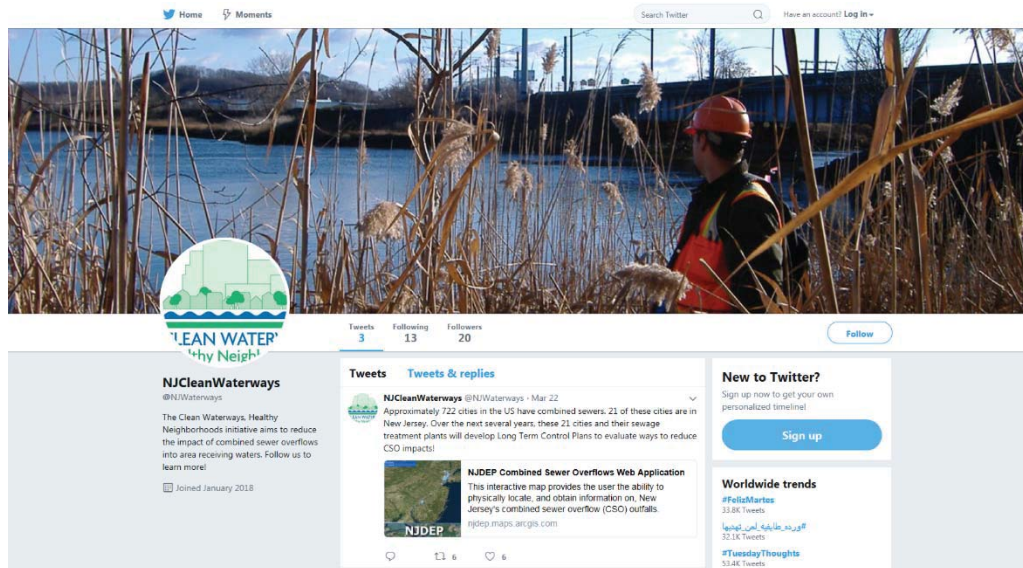 Home Moments Search Twitter Have an account? Log in
CLEAN WATER
thy Neighb
Tweets Following Followers
3 13 20
Follow
NJCleanWaterways
@NJWaterways
The Clean Waterways, Healthy
Neighborhoods initiative aims to reduce
the impact of combined sewer overflows
into area receiving waters. Follow us to
learn more!
Joined January 2018
Tweets Tweets & replies
NJCleanWaterways @NJWaterways · Mar 22
Approximately 722 cities in the US have combined sewers. 21 of these cities are in
New Jersey. Over the next several years, these 21 cities and their sewage
treatment plants will develop Long Term Control Plans to evaluate ways to reduce
CSO impacts!
NJDEP
NJDEP Combined Sewer Overflows Web Application
This interactive map provides the user the ability to
physically locate, and obtain information on, New
Jersey's combined sewer overflow (CSO) outfalls.
njdep.maps.arcgis.com
6 6
New to Twitter?
Sign up now to get your own
personalized timeline!
Sign up
Worldwide trends
#FelizMartes
33.8K Tweets
#ورده_طايفيه_لمن_تهديها
32.1K Tweets
#TuesdayThoughts
53.4K Tweets